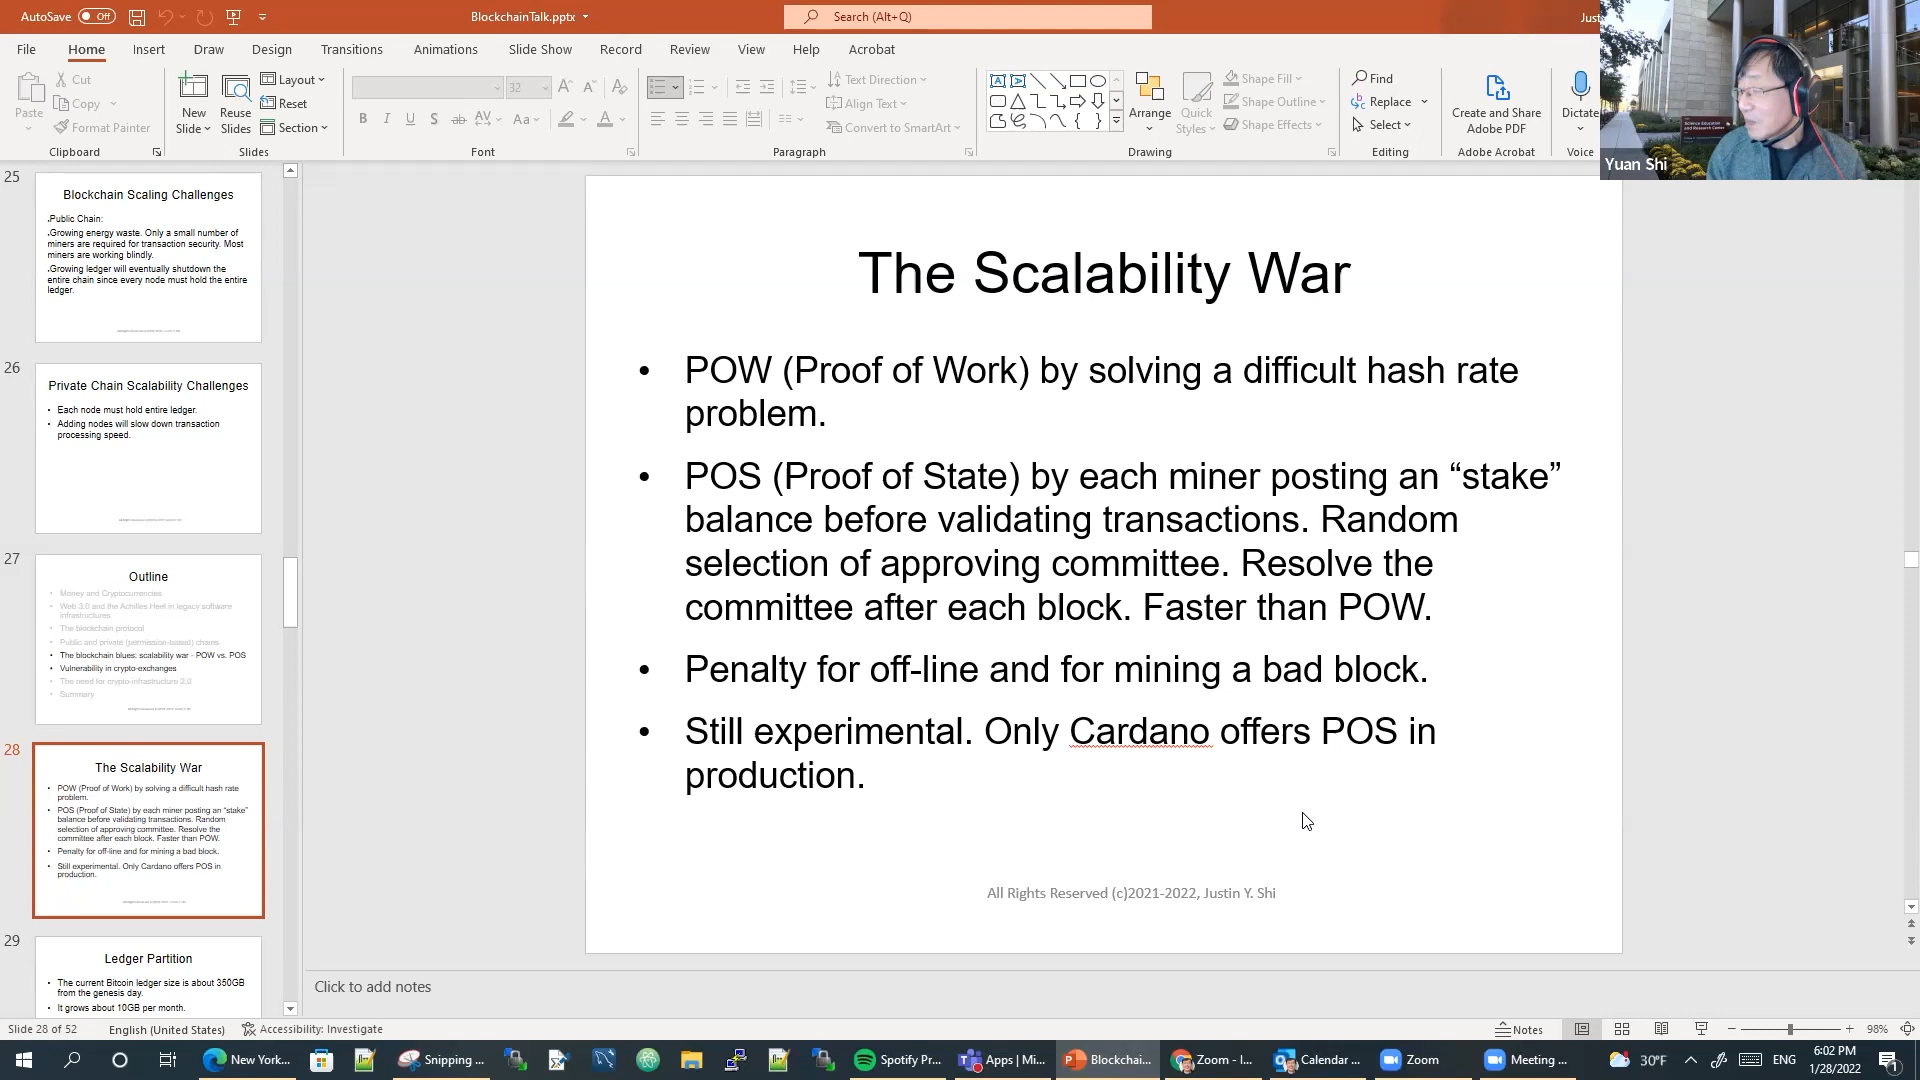 AutoSave Off
BlockchainTalk.pptx
Search (Alt+Q)
Just
File Home Insert Draw Design Transitions Animations Slide Show Record Review View Help Acrobat
Paste
Cut
Copy
Format Painter
Clipboard
New Slide
Reuse Slides
Layout
Reset
Section
Slides
32
Font
Text Direction
Align Text
Convert to SmartArt
Paragraph
Arrange
Quick Styles
Shape Fill
Shape Outline
Shape Effects
Drawing
Find
Replace
Select
Editing
Create and Share
Adobe PDF
Adobe Acrobat
Dictate
Voice
Science Education
and Research Center
Yuan Shi
25
Blockchain Scaling Challenges
.Public Chain:
.Growing energy waste. Only a small number of
miners are required for transaction security. Most
miners are working blindly.
.Growing ledger will eventually shutdown the
entire chain since every node must hold the entire
ledger.
26
Private Chain Scalability Challenges
• Each node must hold entire ledger.
• Adding nodes will slow down transaction
processing speed.
27
Outline
• Money and Cryptocurrencies
• Web 3.0 and the Achilles Heel in legacy software
infrastructures
• The blockchain protocol
• Public and private (permission-based) chains
• The blockchain blues: scalability war - POW vs. POS
• Vulnerability in crypto-exchanges
• The need for crypto-infrastructure 2.0
• Summary
28
The Scalability War
• POW (Proof of Work) by solving a difficult hash rate
problem.
• POS (Proof of State) by each miner posting an “stake”
balance before validating transactions. Random
selection of approving committee. Resolve the
committee after each block. Faster than POW.
• Penalty for off-line and for mining a bad block.
• Still experimental. Only Cardano offers POS in
production.
29
Ledger Partition
• The current Bitcoin ledger size is about 350GB
from the genesis day.
• It grows about 10GB per month.
The Scalability War
• POW (Proof of Work) by solving a difficult hash rate
problem.
• POS (Proof of State) by each miner posting an “stake”
balance before validating transactions. Random
selection of approving committee. Resolve the
committee after each block. Faster than POW.
• Penalty for off-line and for mining a bad block.
• Still experimental. Only Cardano offers POS in
production.
All Rights Reserved (c)2021-2022, Justin Y. Shi
Click to add notes
Slide 28 of 52 English (United States) Accessibility: Investigate Notes 98%
New York... Snipping ... Spotify Pr... Apps | Mi... Blockchai... Zoom - I... Calendar ... Zoom Meeting ... 30°F ENG
6:02 PM
1/28/2022